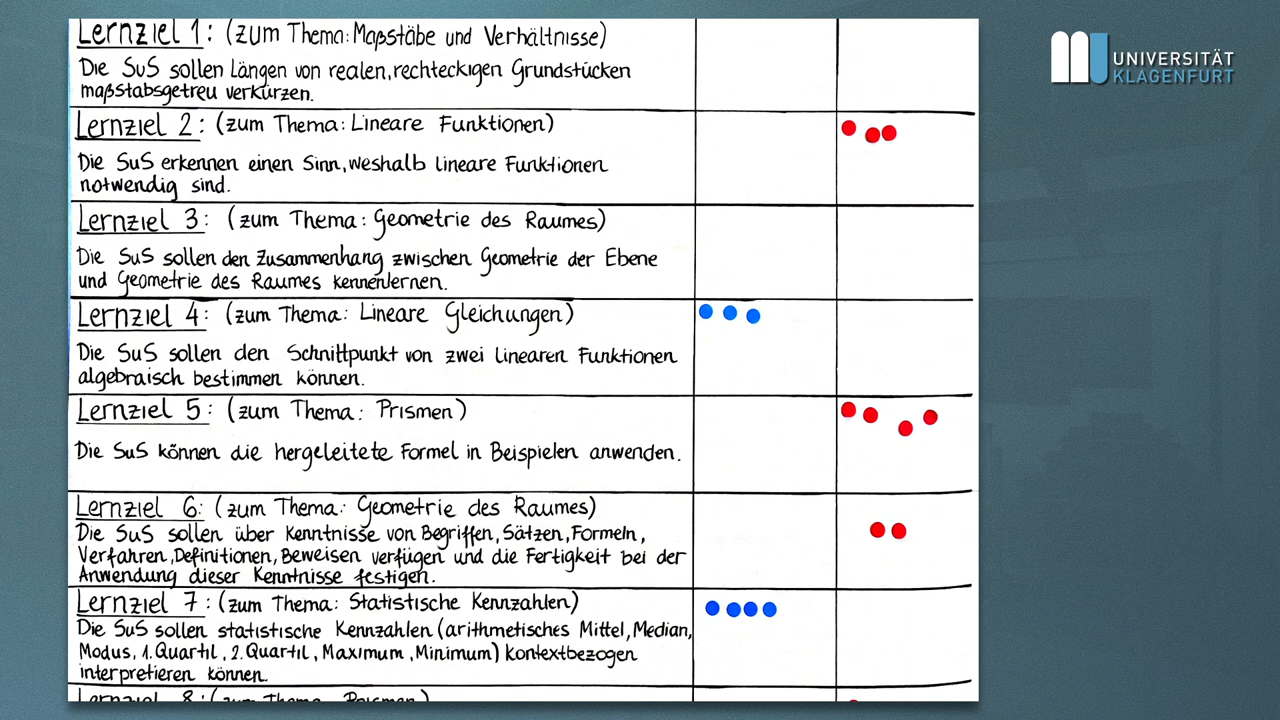 Lernziel 1: (zum Thema: Maßstäbe und Verhältnisse)
Die SuS sollen Längen von realen, rechteckigen Grundstücken
maßstabsgetreu verkürzen.
Lernziel 2: (zum Thema: Lineare Funktionen)
Die SuS erkennen einen Sinn, weshalb lineare Funktionen
notwendig sind.
Lernziel 3: (zum Thema: Geometrie des Raumes)
Die SuS sollen den Zusammenhang zwischen Geometrie der Ebene
und Geometrie des Raumes kennenlernen.
Lernziel 4: (zum Thema: Lineare Gleichungen)
Die SuS sollen den Schnittpunkt von zwei linearen Funktionen
algebraisch bestimmen können.
Lernziel 5: (zum Thema: Prismen)
Die SuS können die hergeleitete Formel in Beispielen anwenden.
Lernziel 6: (zum Thema: Geometrie des Raumes)
Die SuS sollen über Kenntnisse von Begriffen, Sätzen, Formeln,
Verfahren, Definitionen, Beweisen verfügen und die Fertigkeit bei der
Anwendung dieser Kenntnisse festigen.
Lernziel 7: (zum Thema: Statistische Kennzahlen)
Die SuS sollen statistische Kennzahlen (arithmetisches Mittel, Median,
Modus, 1. Quartil, 2. Quartil, Maximum, Minimum) kontextbezogen
interpretieren können.
Lernziel 8: (zum Thema: Prismen)
UNIVERSITÄT
KLAGENFURT